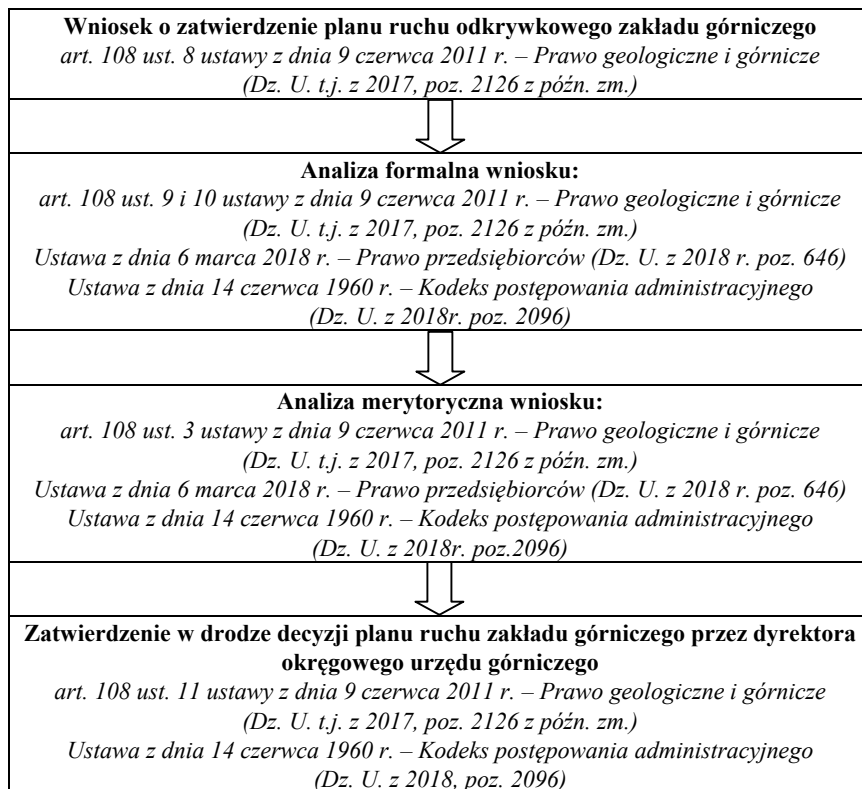 Wniosek o zatwierdzenie planu ruchu odkrywkowego zakładu górniczego
art. 108 ust. 8 ustawy z dnia 9 czerwca 2011 r. – Prawo geologiczne i górnicze
(Dz. U. t.j. z 2017, poz. 2126 z późn. zm.)
Analiza formalna wniosku:
art. 108 ust. 9 i 10 ustawy z dnia 9 czerwca 2011 r. – Prawo geologiczne i górnicze
(Dz. U. t.j. z 2017, poz. 2126 z późn. zm.)
Ustawa z dnia 6 marca 2018 r. – Prawo przedsiębiorców (Dz. U. z 2018 r. poz. 646)
Ustawa z dnia 14 czerwca 1960 r. – Kodeks postępowania administracyjnego
(Dz. U. z 2018r. poz. 2096)
Analiza merytoryczna wniosku:
art. 108 ust. 3 ustawy z dnia 9 czerwca 2011 r. – Prawo geologiczne i górnicze
(Dz. U. t.j. z 2017, poz. 2126 z późn. zm.)
Ustawa z dnia 6 marca 2018 r. – Prawo przedsiębiorców (Dz. U. z 2018 r. poz. 646)
Ustawa z dnia 14 czerwca 1960 r. – Kodeks postępowania administracyjnego
(Dz. U. z 2018r. poz.2096)
Zatwierdzenie w drodze decyzji planu ruchu zakładu górniczego przez dyrektora
okręgowego urzędu górniczego
art. 108 ust. 11 ustawy z dnia 9 czerwca 2011 r. – Prawo geologiczne i górnicze
(Dz. U. t.j. z 2017, poz. 2126 z późn. zm.)
Ustawa z dnia 14 czerwca 1960 r. – Kodeks postępowania administracyjnego
(Dz. U. z 2018, poz. 2096)